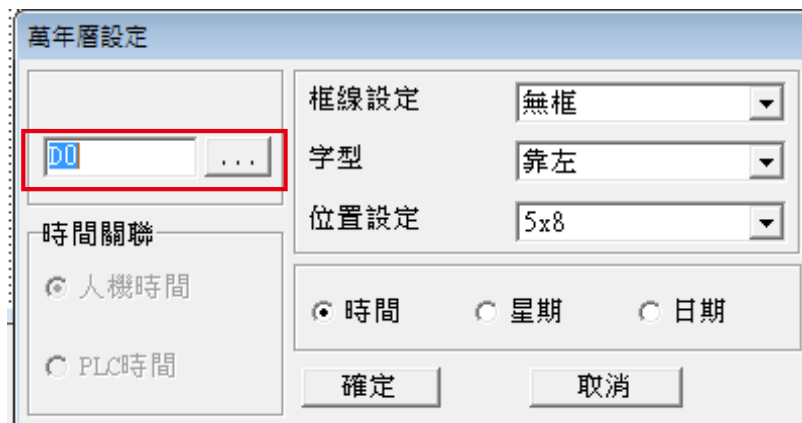 萬年曆設定
D0
...
框線設定
無框
字型
靠左
位置設定
5x8
時間關聯
人機時間
PLC時間
時間
星期
日期
確定
取消